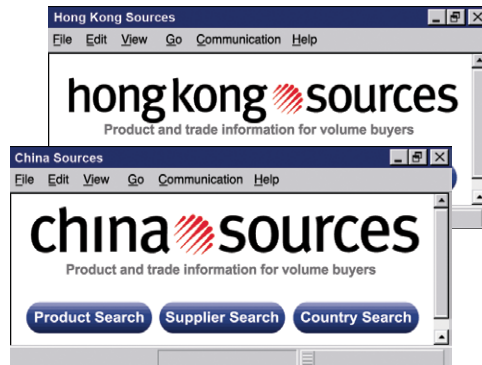 Hong Kong Sources
File Edit View Go Communication Help
hong kong sources
Product and trade information for volume buyers
China Sources
File Edit View Go Communication Help
china sources
Product and trade information for volume buyers
Product Search Supplier Search Country Search